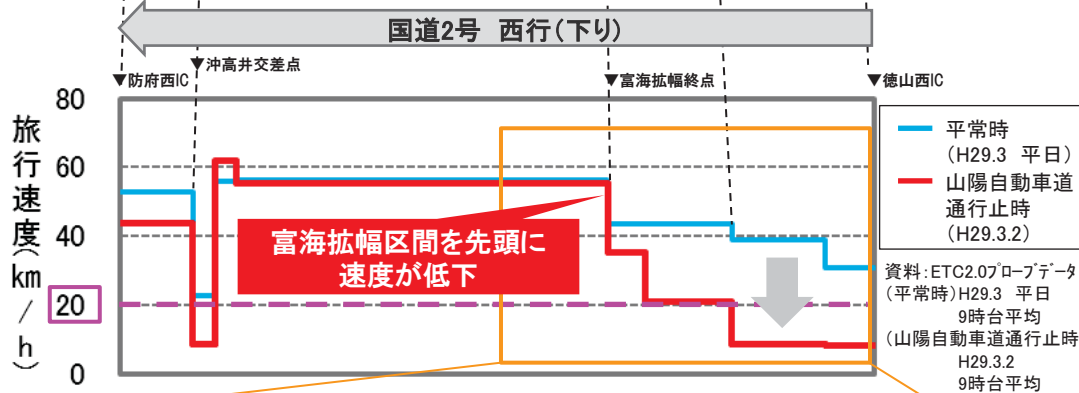 国道2号 西行(下り)
▼防府西IC
▼沖高井交差点
▼富海拡幅終点
▼徳山西IC
旅行速度(km/h)
80
60
40
20
0
富海拡幅区間を先頭に
速度が低下
平常時
(H29.3 平日)
山陽自動車道
通行止時
(H29.3.2)
資料:ETC2.0プローブデータ
(平常時)H29.3 平日
9時台平均
(山陽自動車道通行止時
H29.3.2
9時台平均